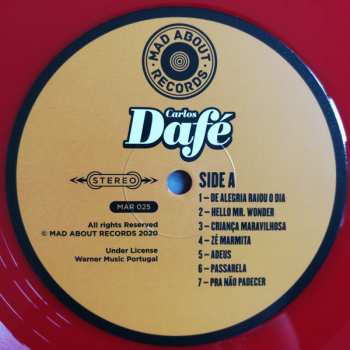 MAD ABOUT
RECORDS
Carlos
Dafé
STEREO
MAR 025
All rights Reserved
© MAD ABOUT RECORDS 2020
Under License
Warner Music Portugal
SIDE A
1 – DE ALEGRIA RAIOU O DIA
2 – HELLO MR. WONDER
3 – CRIANÇA MARAVILHOSA
4 – ZÉ MARMITA
5 – ADEUS
6 – PASSARELA
7 – PRA NÃO PADECER